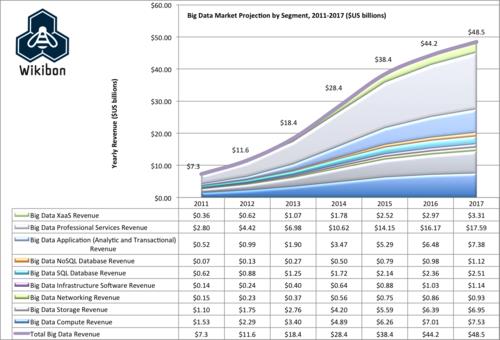 Big Data Market Projection by Segment, 2011-2017 ($US billions)
Wikibon
Yearly Revenue ($US billions)
$60.00
$50.00
$40.00
$30.00
$20.00
$10.00
$0.00
$7.3
$11.6
$18.4
$28.4
$38.4
$44.2
$48.5
2011 2012 2013 2014 2015 2016 2017
Big Data XaaS Revenue $0.36 $0.62 $1.07 $1.78 $2.52 $2.97 $3.31
Big Data Professional Services Revenue $2.80 $4.42 $6.98 $10.62 $14.15 $16.17 $17.59
Big Data Application (Analytic and Transactional)
Revenue $0.52 $0.99 $1.90 $3.47 $5.29 $6.48 $7.38
Big Data NoSQL Database Revenue $0.07 $0.13 $0.27 $0.50 $0.79 $0.98 $1.12
Big Data SQL Database Revenue $0.62 $0.88 $1.25 $1.72 $2.14 $2.36 $2.51
Big Data Infrastructure Software Revenue $0.14 $0.24 $0.40 $0.64 $0.88 $1.03 $1.14
Big Data Networking Revenue $0.15 $0.23 $0.37 $0.56 $0.75 $0.86 $0.93
Big Data Storage Revenue $1.10 $1.75 $2.76 $4.20 $5.59 $6.39 $6.95
Big Data Compute Revenue $1.53 $2.29 $3.40 $4.89 $6.26 $7.01 $7.53
Total Big Data Revenue $7.3 $11.6 $18.4 $28.4 $38.4 $44.2 $48.5